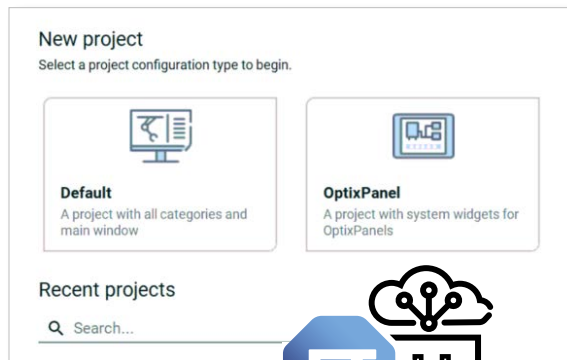 New project
Select a project configuration type to begin.
Default
A project with all categories and
main window
OptixPanel
A project with system widgets for
OptixPanels
Recent projects
Search...